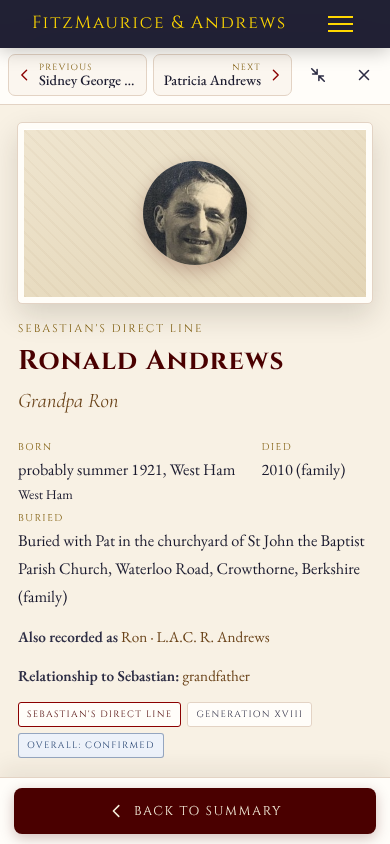 FitzMaurice & Andrews
PREVIOUS
Sidney George ...
NEXT
Patricia Andrews
SEBASTIAN'S DIRECT LINE
Ronald Andrews
Grandpa Ron
BORN
probably summer 1921, West Ham
West Ham
DIED
2010 (family)
BURIED
Buried with Pat in the churchyard of St John the Baptist
Parish Church, Waterloo Road, Crowthorne, Berkshire
(family)
Also recorded as Ron · L.A.C. R. Andrews
Relationship to Sebastian: grandfather
SEBASTIAN'S DIRECT LINE
GENERATION XVIII
OVERALL: CONFIRMED
BACK TO SUMMARY